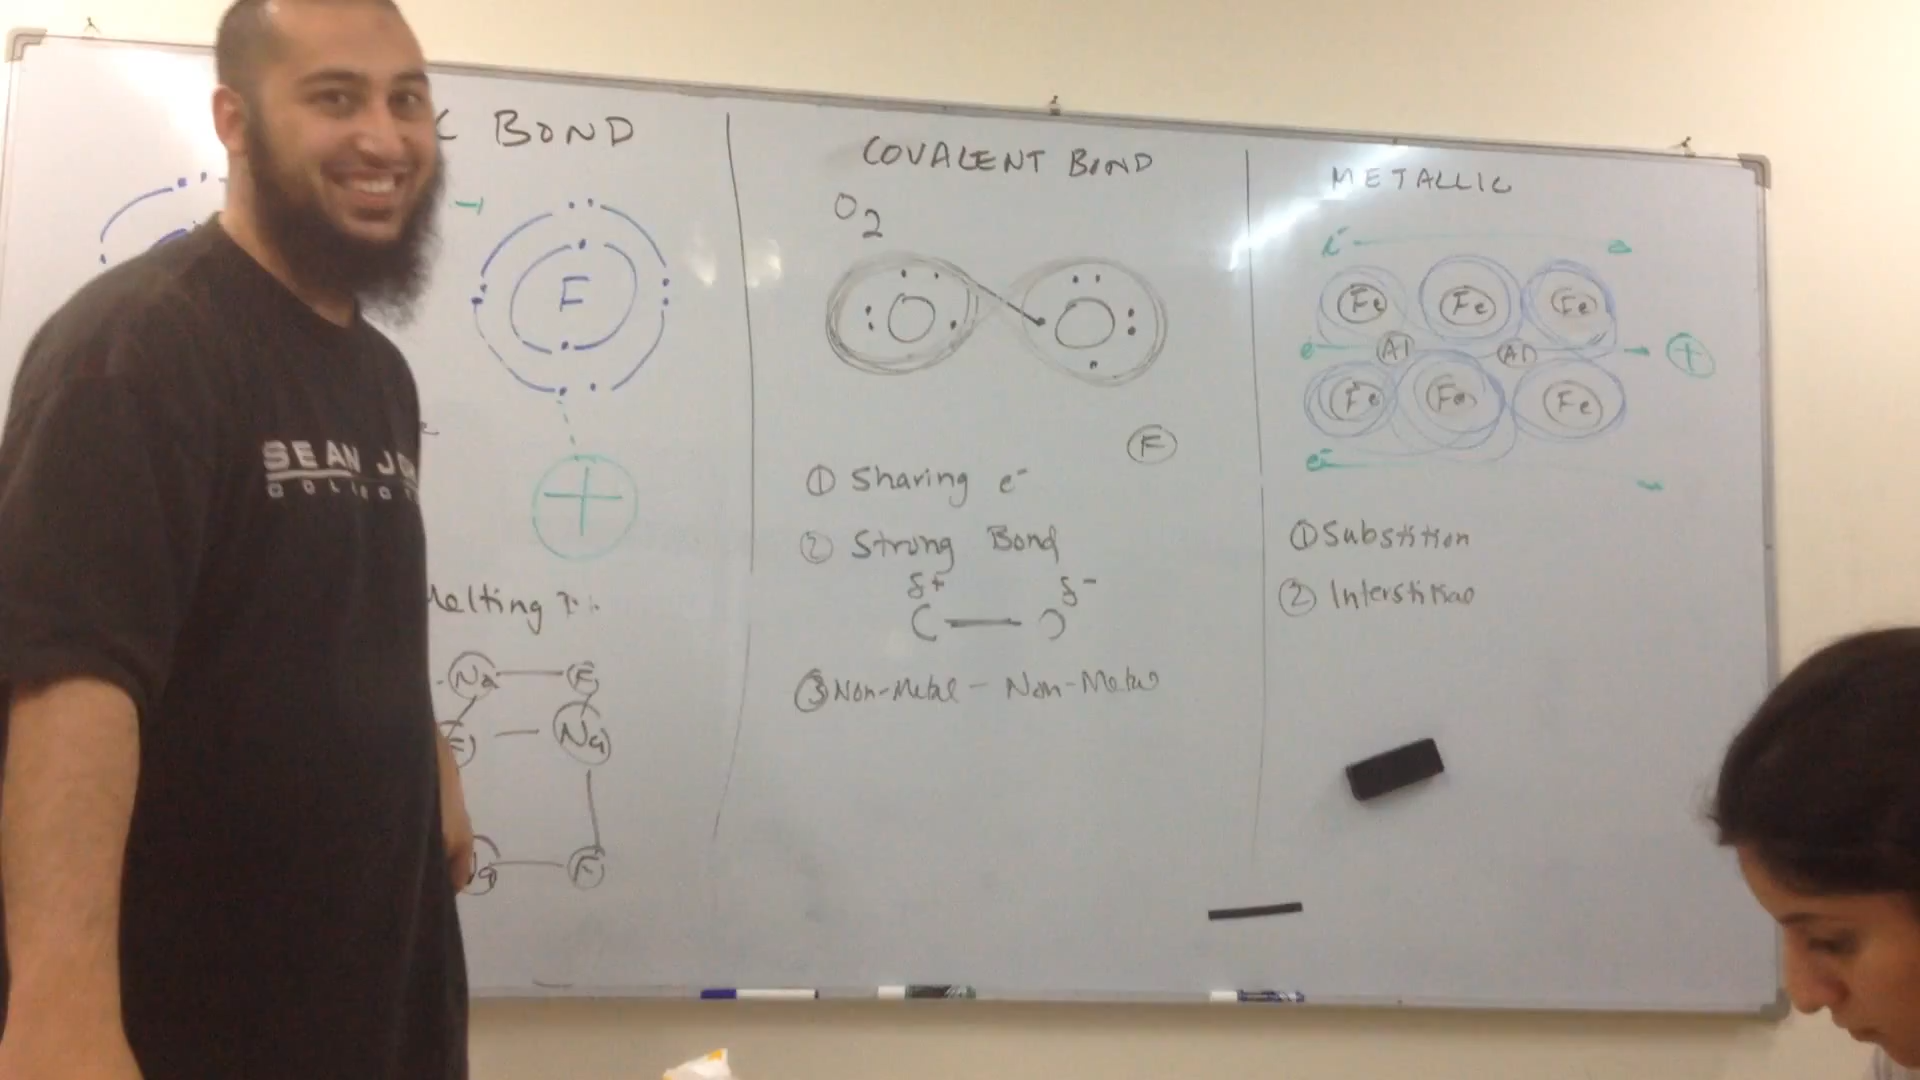 C BOND
F
Melting
Na F
Na
F
COVALENT BOND
O2
F
① Sharing e-
② Strong Bond
δ+ δ-
C — O
③ Non-Metal - Non-Metal
METALLIC
e-
Fe Fe Fe
e- Al Al +
Fe Fe Fe
e-
① Substition
② Interstitial
SEAN JOHN